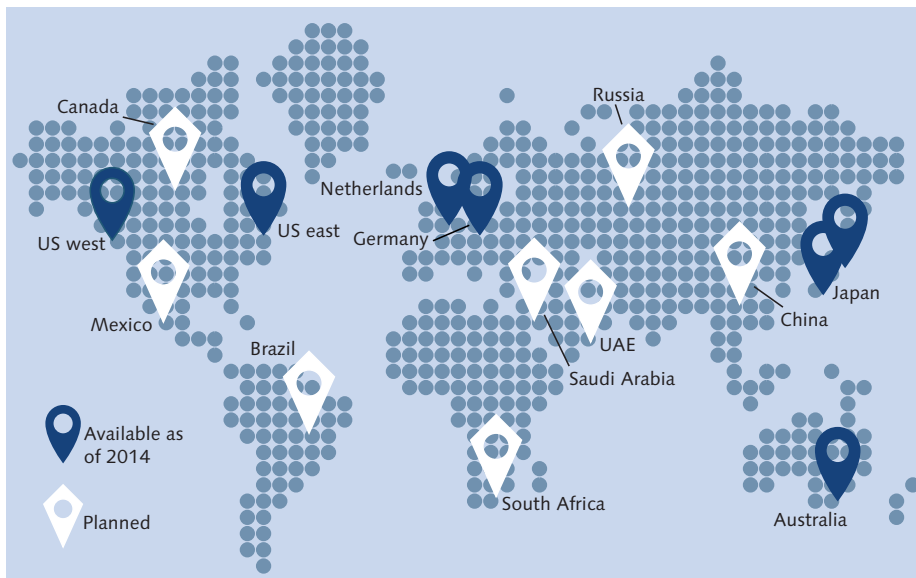 Canada
Russia
Netherlands
US west
US east
Germany
Japan
Mexico
China
Brazil
UAE
Saudi Arabia
Available as
of 2014
South Africa
Planned
Australia